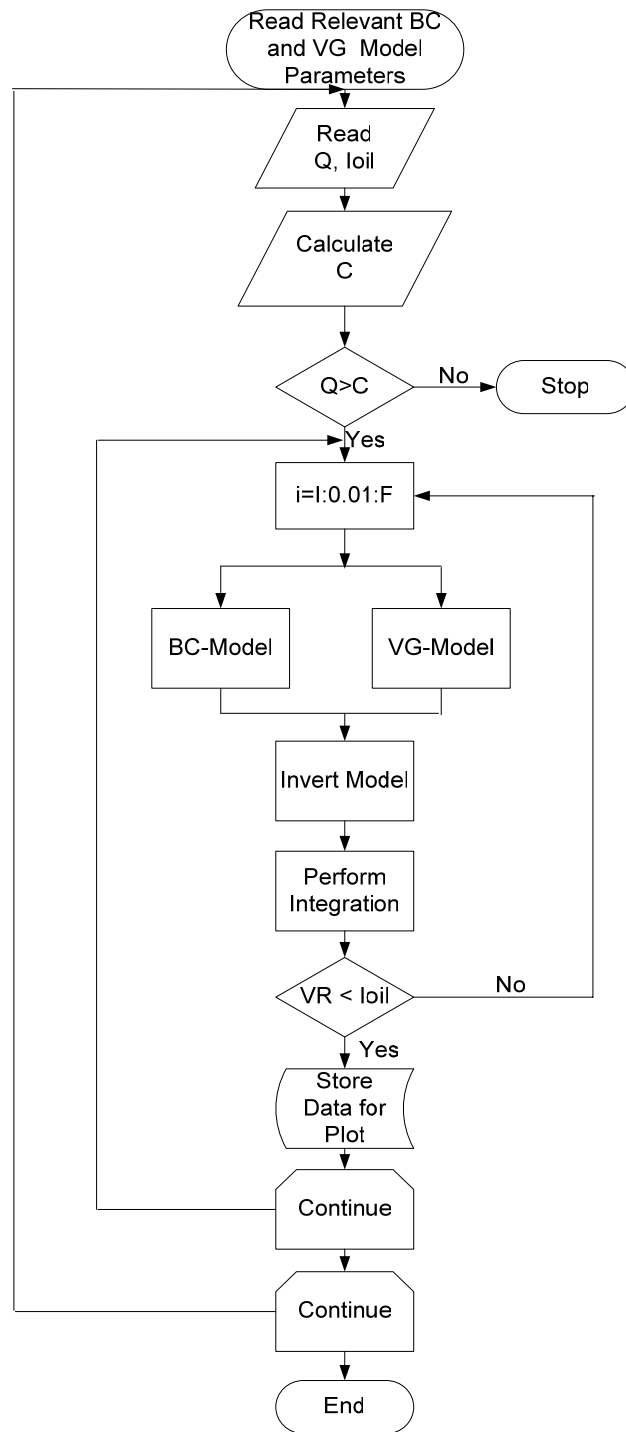 Read Relevant BC
and VG Model
Parameters
Read
Q, Ioil
Calculate
C
Q>C
No
Stop
Yes
i=I:0.01:F
BC-Model
VG-Model
Invert Model
Perform
Integration
VR < Ioil
No
Yes
Store
Data for
Plot
Continue
Continue
End